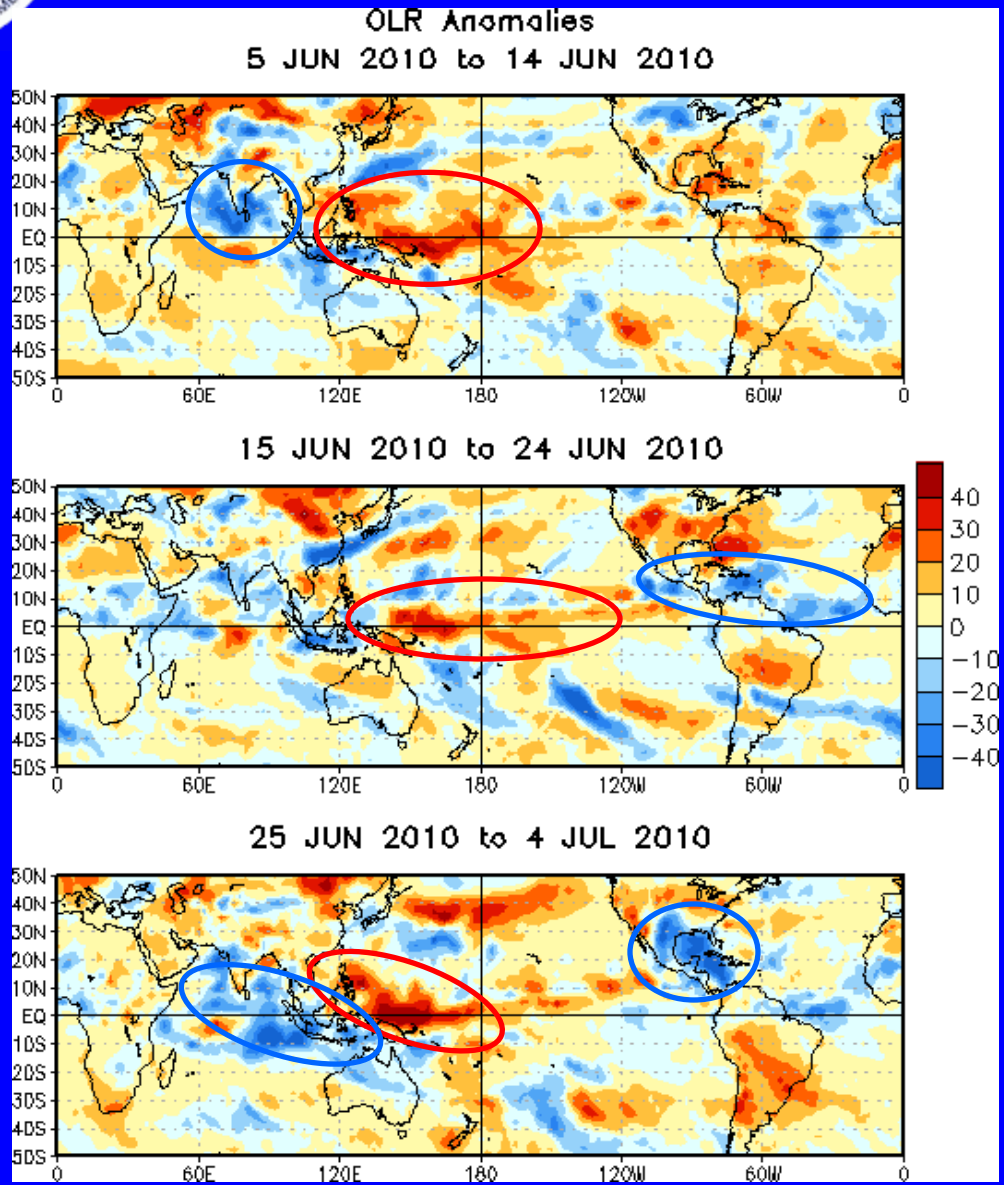 OLR Anomalies
5 JUN 2010 to 14 JUN 2010
50N
40N
30N
20N
10N
EQ
10S
20S
30S
40S
50S
0 60E 120E 180 120W 60W 0
15 JUN 2010 to 24 JUN 2010
50N
40N
30N
20N
10N
EQ
10S
20S
30S
40S
50S
0 60E 120E 180 120W 60W 0
40
30
20
10
0
-10
-20
-30
-40
25 JUN 2010 to 4 JUL 2010
50N
40N
30N
20N
10N
EQ
10S
20S
30S
40S
50S
0 60E 120E 180 120W 60W 0